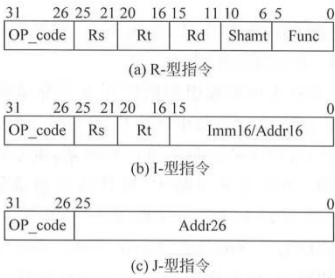 31 26 25 21 20 16 15 11 10 6 5 0
OP_code Rs Rt Rd Shamt Func
(a) R-型指令
31 26 25 21 20 16 15 0
OP_code Rs Rt Imm16/Addr16
(b) I-型指令
31 26 25 0
OP_code Addr26
(c) J-型指令